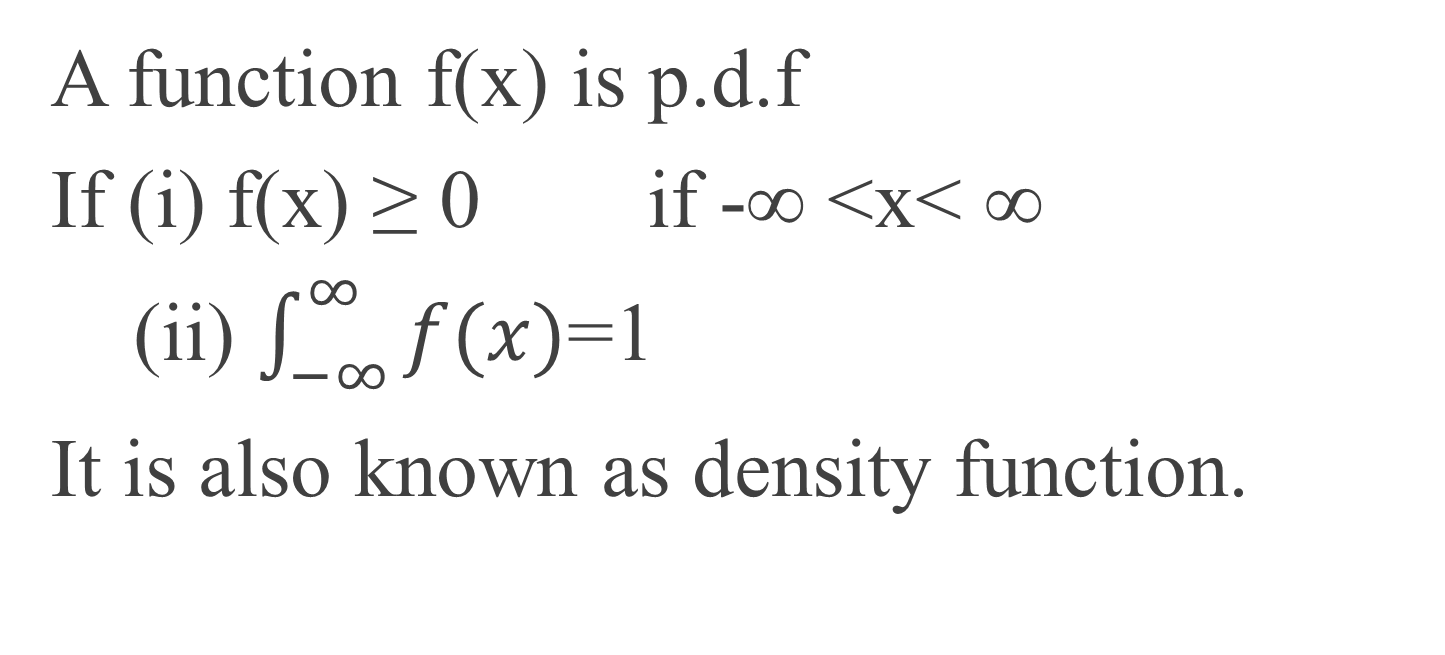 A function f(x) is p.d.f
If (i) f(x) ≥ 0 if -∞ <x< ∞
(ii) ∫_{-∞}^{∞} f(x)=1
It is also known as density function.